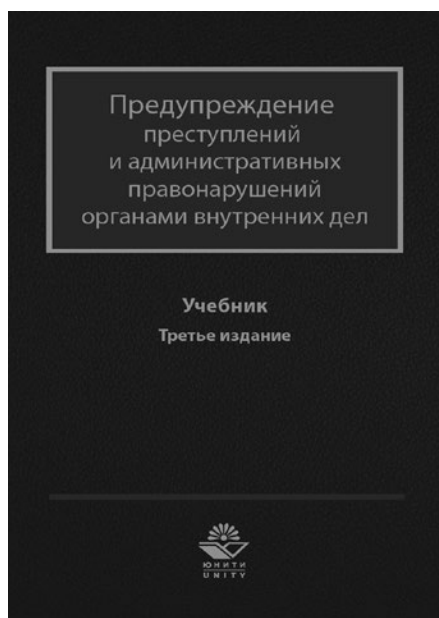 Предупреждение
преступлений
и административных
правонарушений
органами внутренних дел
Учебник
Третье издание
ЮНИТИ
UNITY